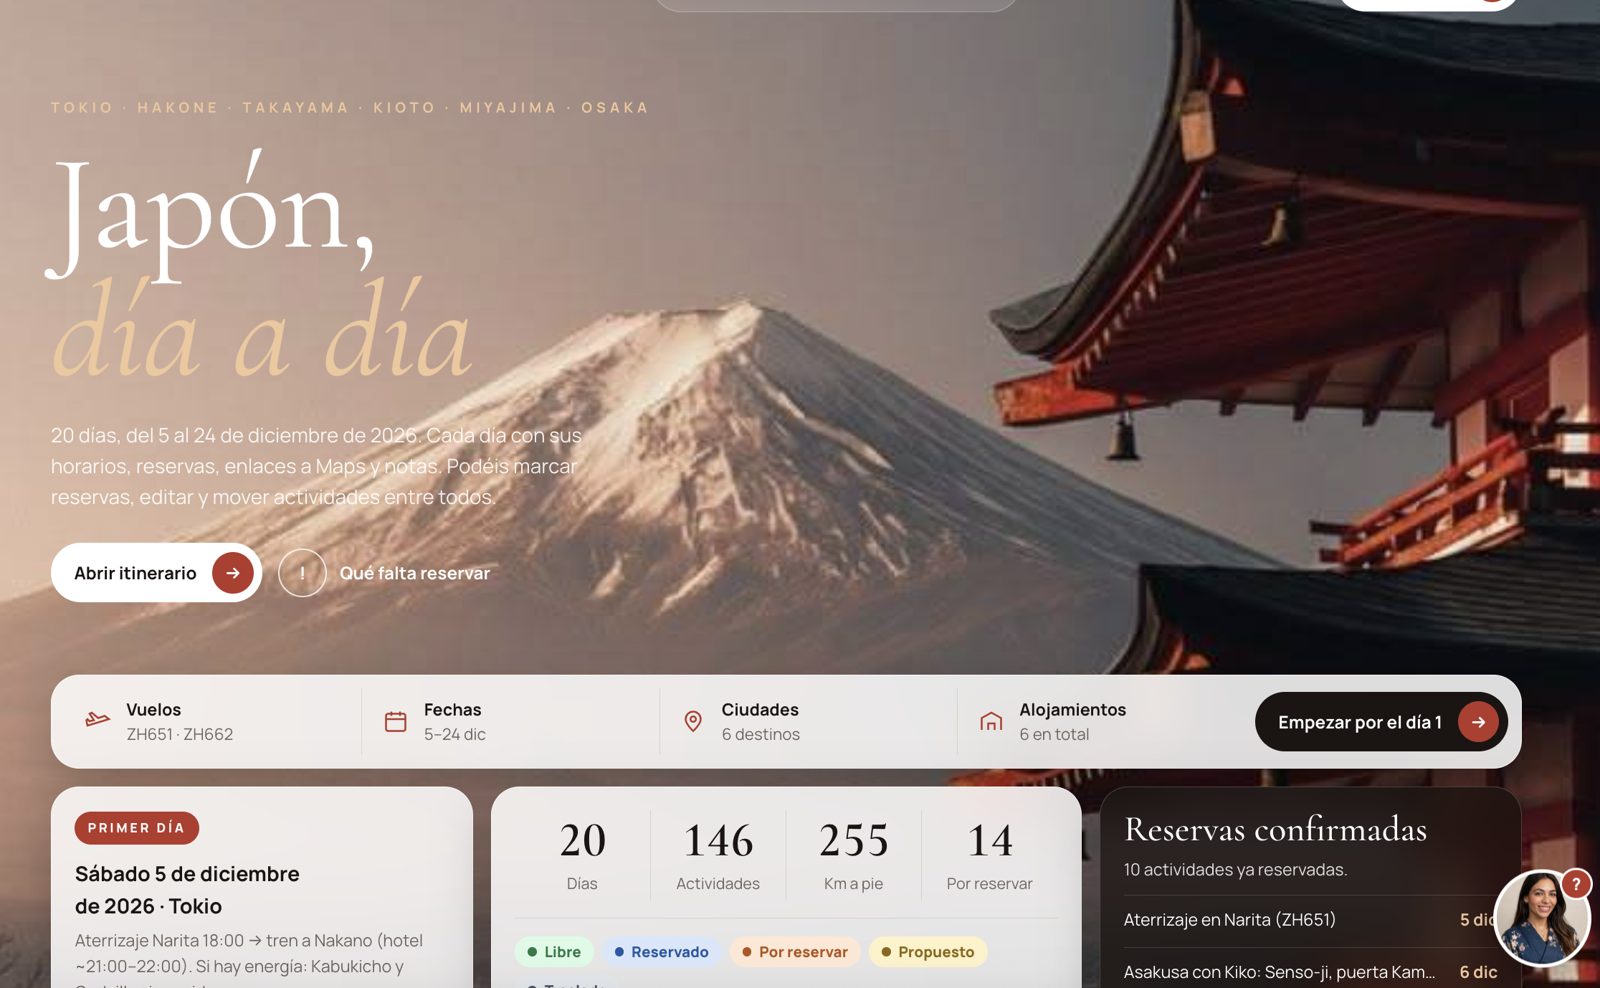 TOKIO · HAKONE · TAKAYAMA · KIOTO · MIYAJIMA · OSAKA
Japón,
día a día
20 días, del 5 al 24 de diciembre de 2026. Cada día con sus
horarios, reservas, enlaces a Maps y notas. Podéis marcar
reservas, editar y mover actividades entre todos.
Abrir itinerario →
! Qué falta reservar
Vuelos
ZH651 · ZH662
Fechas
5–24 dic
Ciudades
6 destinos
Alojamientos
6 en total
Empezar por el día 1 →
PRIMER DÍA
Sábado 5 de diciembre
de 2026 · Tokio
Aterrizaje Narita 18:00 → tren a Nakano (hotel
~21:00–22:00). Si hay energía: Kabukicho y
20
Días
146
Actividades
255
Km a pie
14
Por reservar
Libre
Reservado
Por reservar
Propuesto
Reservas confirmadas
10 actividades ya reservadas.
Aterrizaje en Narita (ZH651) 5 dic
Asakusa con Kiko: Senso-ji, puerta Kam... 6 dic
?